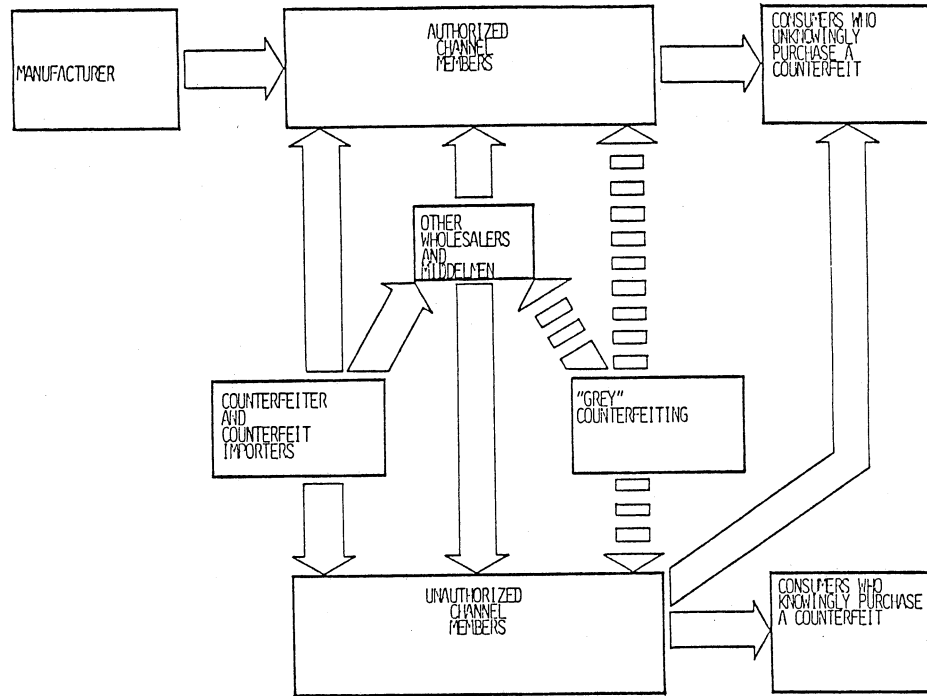 AUTHORIZED
CHANNEL
MEMBERS
CONSUMERS WHO
UNKNOWINGLY
PURCHASE A
COUNTERFEIT
MANUFACTURER
OTHER
WHOLESALERS
AND
MIDDELMEN
COUNTERFEITER
AND
COUNTERFEIT
IMPORTERS
"GREY"
COUNTERFEITING
UNAUTHORIZED
CHANNEL
MEMBERS
CONSUMERS WHO
KNOWINGLY PURCHASE
A COUNTERFEIT